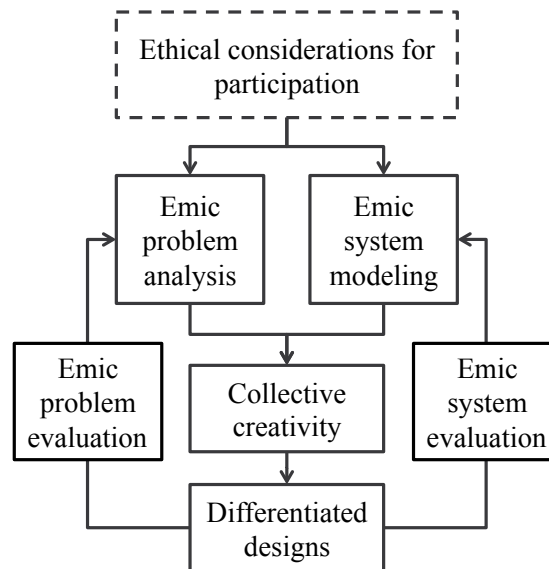 Ethical considerations for
participation
Emic
problem
analysis
Emic
system
modeling
Emic
problem
evaluation
Collective
creativity
Emic
system
evaluation
Differentiated
designs